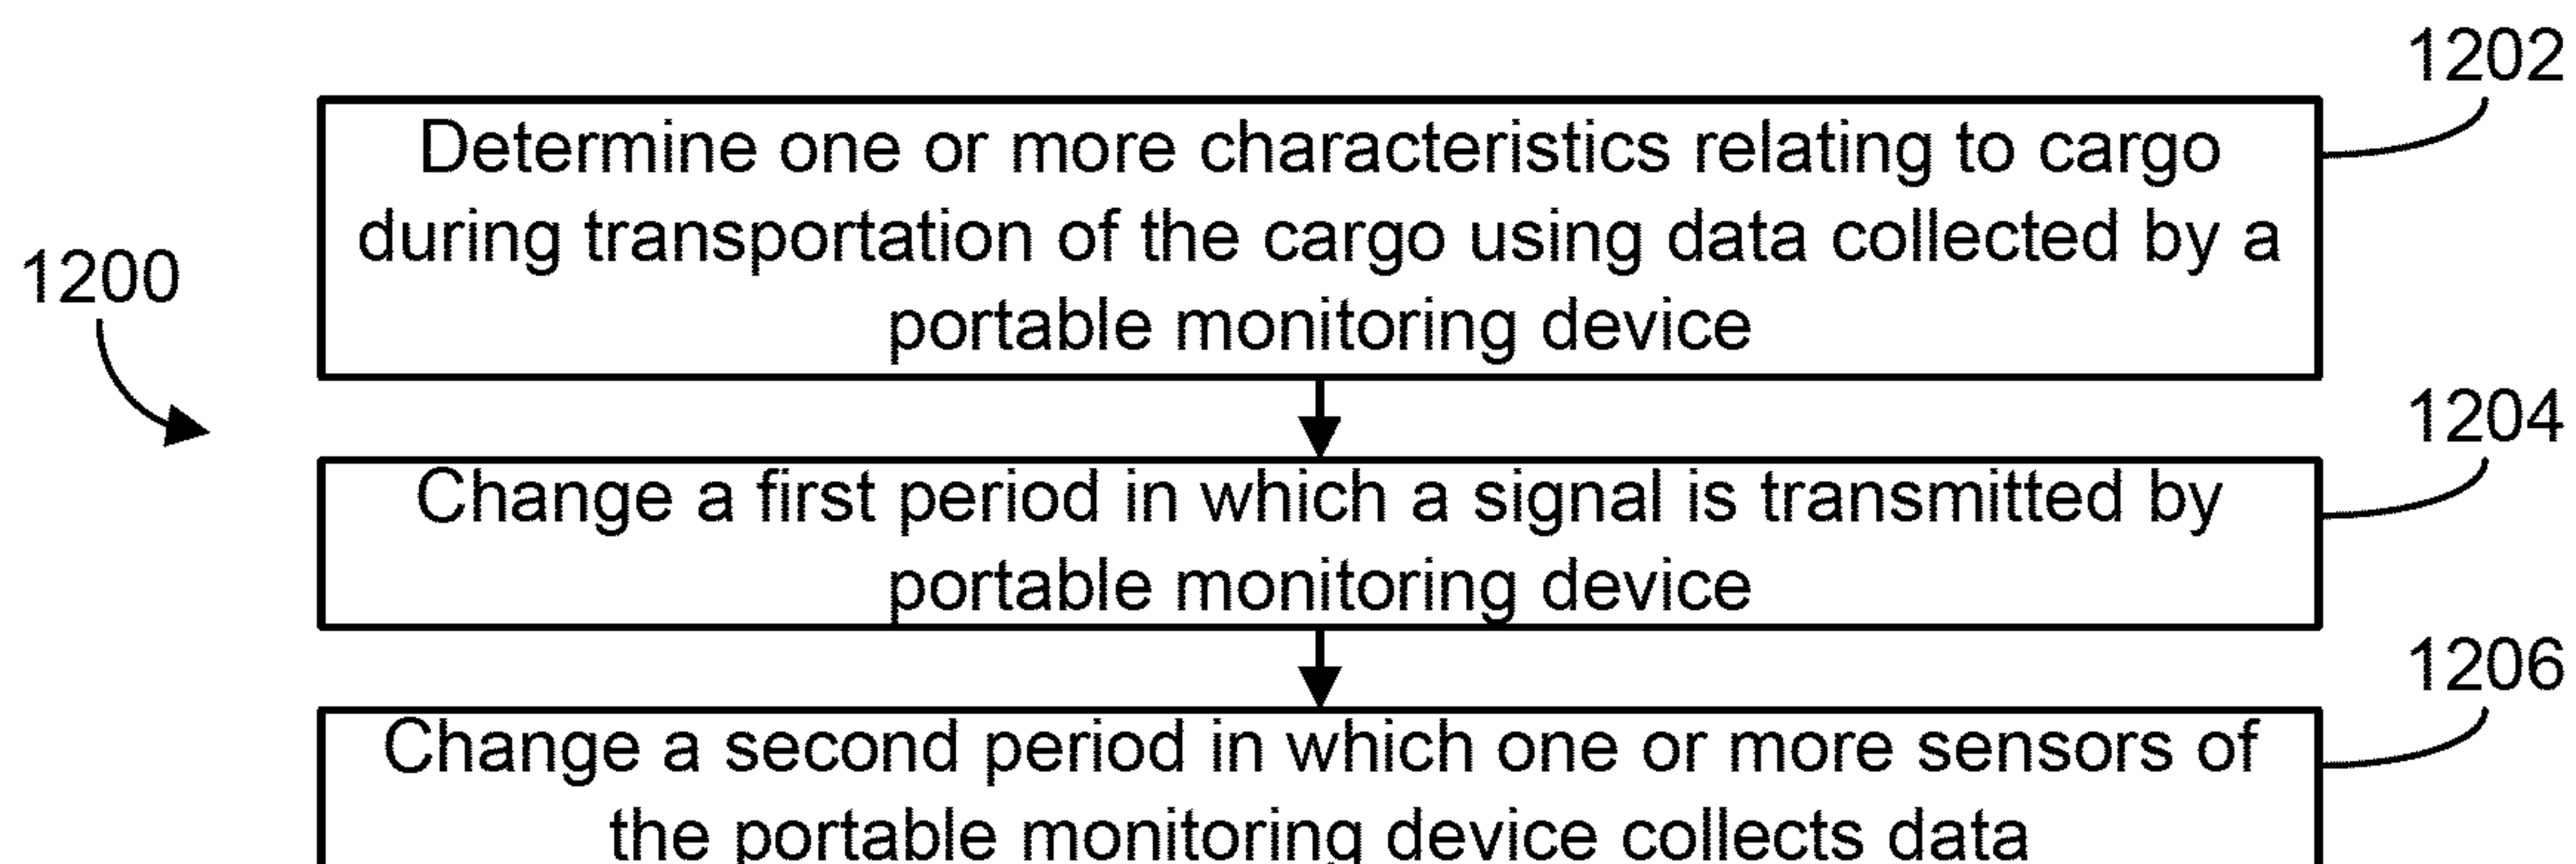 1202
Determine one or more characteristics relating to cargo
during transportation of the cargo using data collected by a
portable monitoring device
1200
1204
Change a first period in which a signal is transmitted by
portable monitoring device
1206
Change a second period in which one or more sensors of
the portable monitoring device collects data